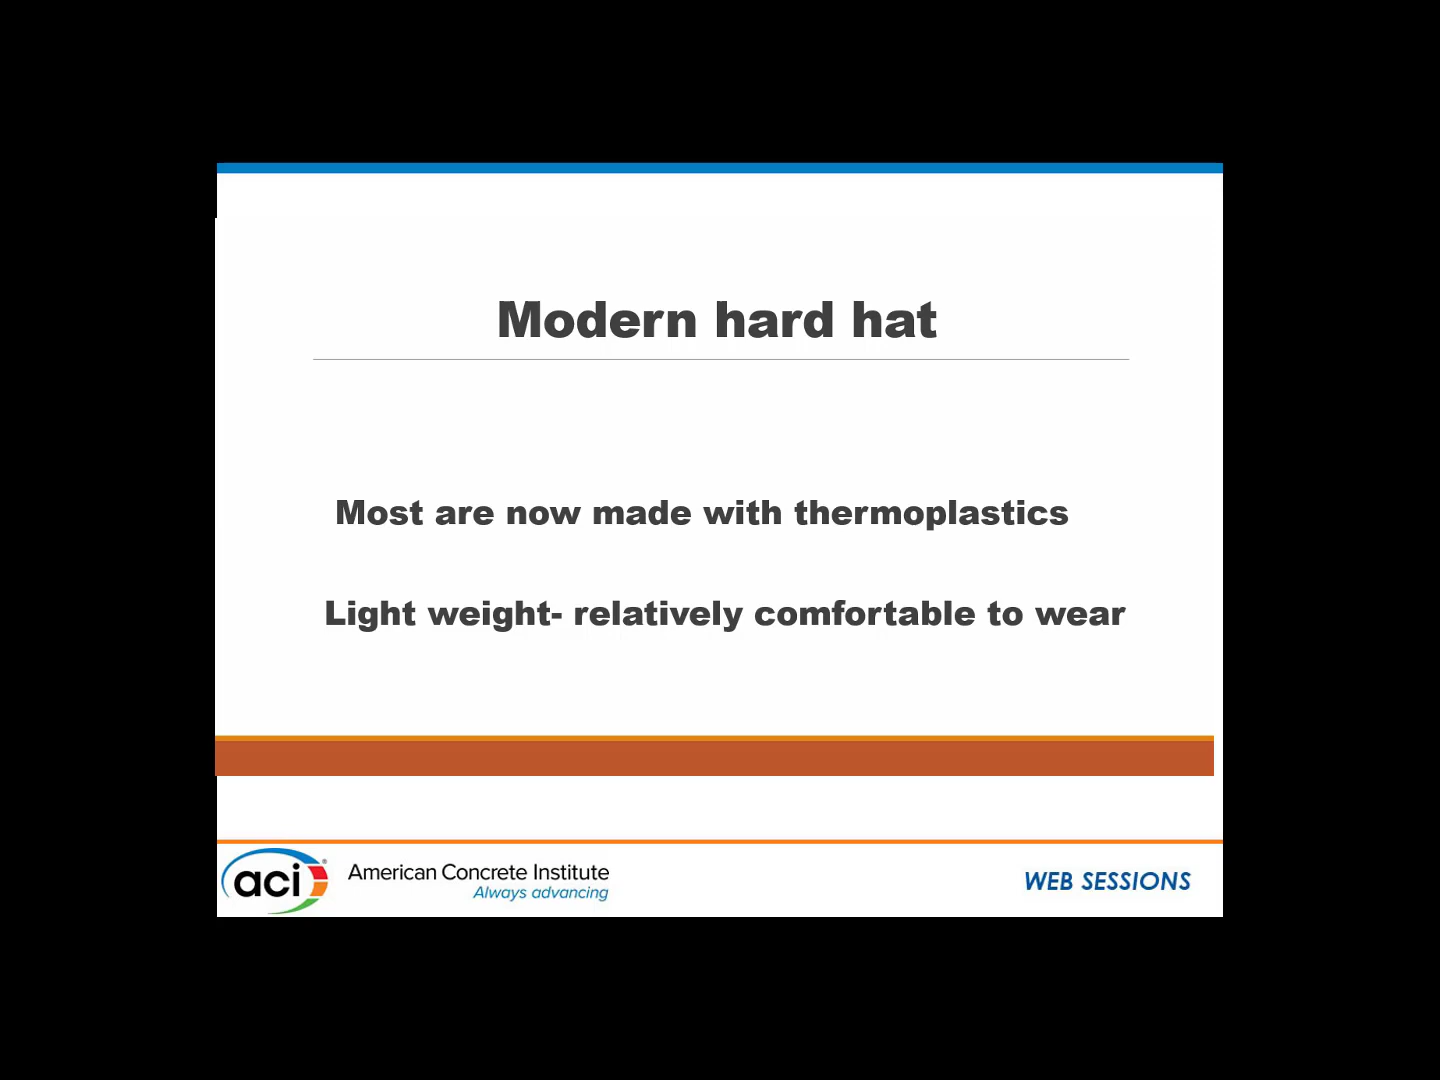 Modern hard hat
Most are now made with thermoplastics
Light weight- relatively comfortable to wear
aci®
American Concrete Institute
Always advancing
WEB SESSIONS